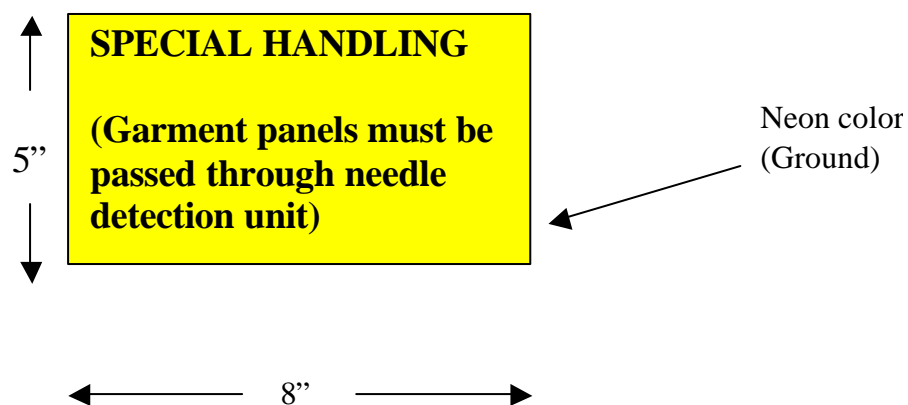 SPECIAL HANDLING
(Garment panels must be
passed through needle
detection unit)
Neon color
(Ground)
5”
8”